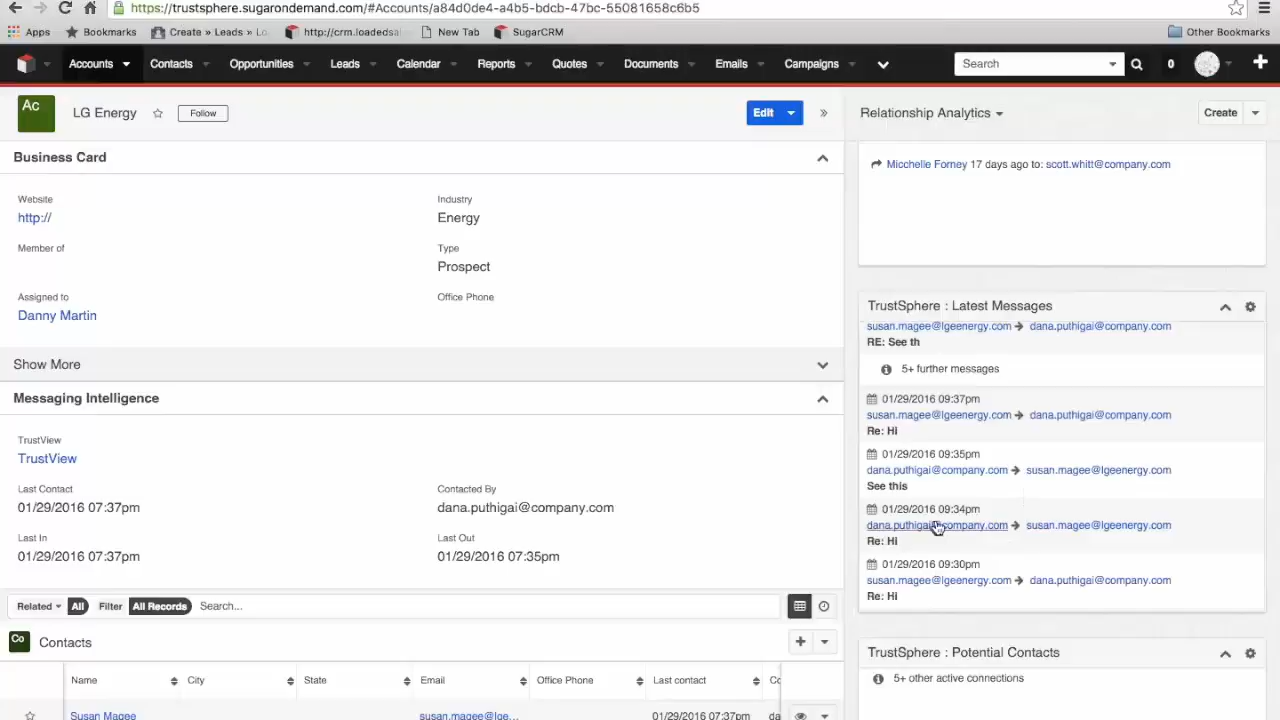 https://trustsphere.sugarondemand.com/#Accounts/a84d0de4-a4b5-bdcb-47bc-55081658c6b5
Apps Bookmarks Create » Leads » Lo http://crm.loadedsal New Tab SugarCRM Other Bookmarks
Accounts Contacts Opportunities Leads Calendar Reports Quotes Documents Emails Campaigns Search 0
Ac LG Energy Follow Edit » Relationship Analytics Create
Business Card
Micchelle Forney 17 days ago to: scott.whitt@company.com
Website Industry
http:// Energy
Member of Type
Prospect
Assigned to Office Phone
Danny Martin
TrustSphere : Latest Messages
susan.magee@lgeenergy.com dana.puthigai@company.com
RE: See th
Show More
5+ further messages
Messaging Intelligence
01/29/2016 09:37pm
susan.magee@lgeenergy.com dana.puthigai@company.com
Re: Hi
TrustView
TrustView
01/29/2016 09:35pm
dana.puthigai@company.com susan.magee@lgeenergy.com
See this
Last Contact Contacted By
01/29/2016 07:37pm dana.puthigai@company.com
01/29/2016 09:34pm
dana.puthigai@company.com susan.magee@lgeenergy.com
Re: Hi
Last In Last Out
01/29/2016 07:37pm 01/29/2016 07:35pm
01/29/2016 09:30pm
susan.magee@lgeenergy.com dana.puthigai@company.com
Re: Hi
Related All Filter All Records Search...
Co Contacts
TrustSphere : Potential Contacts
5+ other active connections
Name City State Email Office Phone Last contact Co
Susan Magee susan.magee@lge... 01/29/2016 07:37pm da